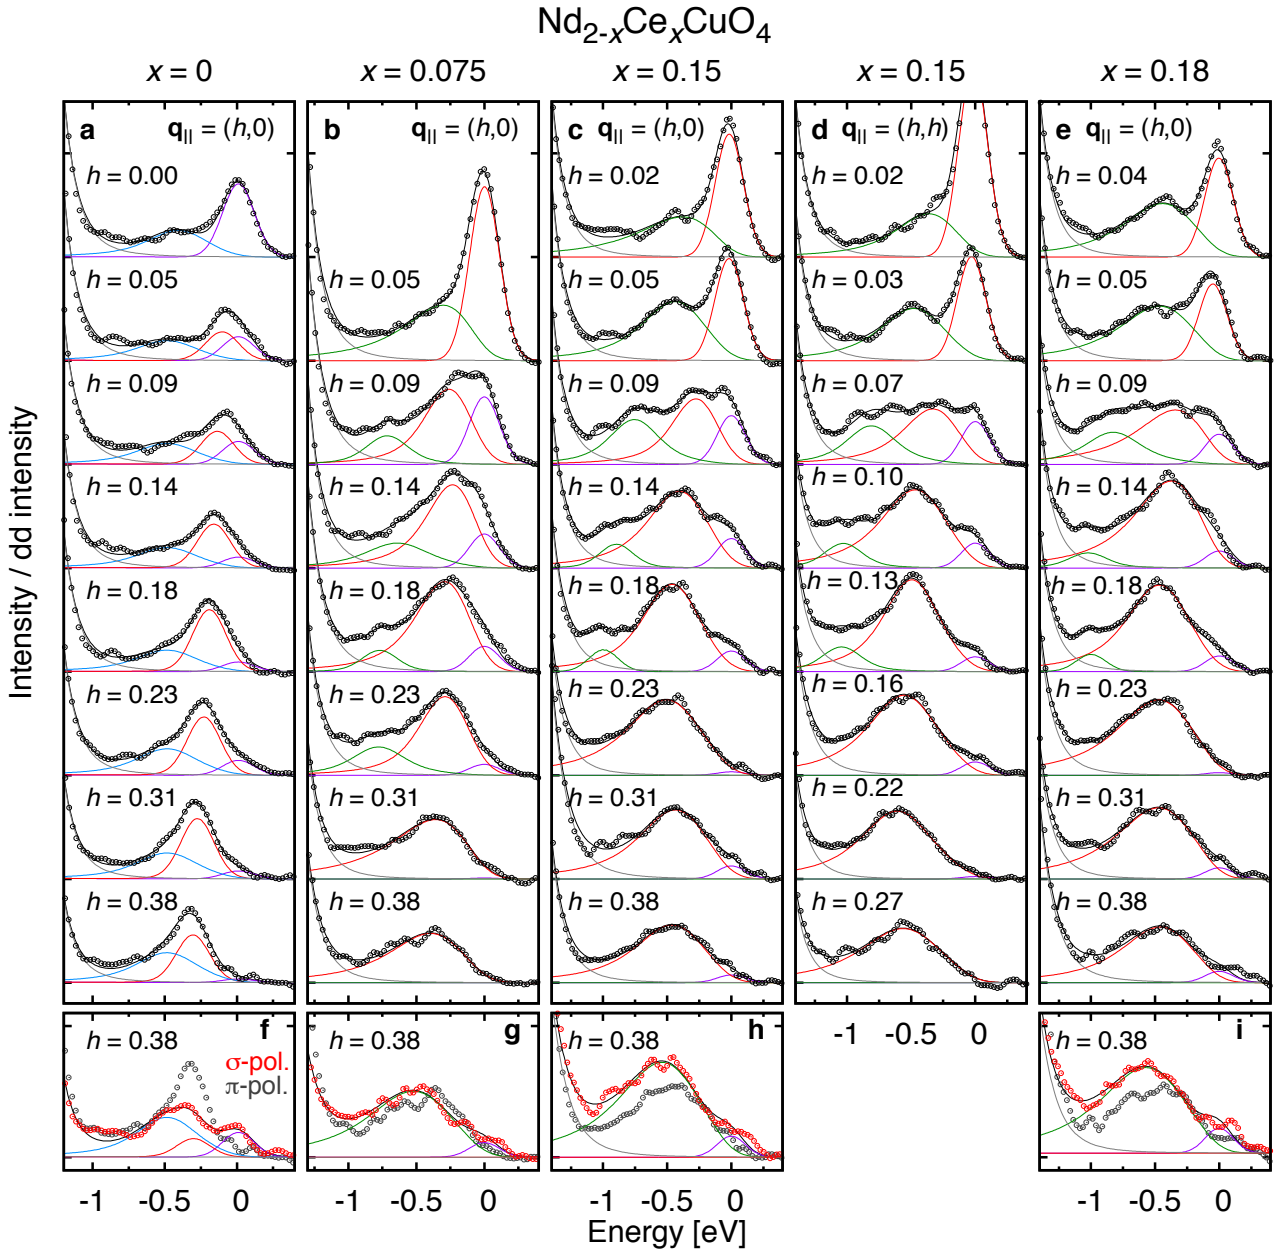 Nd₂₋ₓCeₓCuO₄
x = 0 x = 0.075 x = 0.15 x = 0.15 x = 0.18
a q|| = (h,0)
h = 0.00
h = 0.05
h = 0.09
h = 0.14
h = 0.18
h = 0.23
h = 0.31
h = 0.38
b q|| = (h,0)
h = 0.05
h = 0.09
h = 0.14
h = 0.18
h = 0.23
h = 0.31
h = 0.38
c q|| = (h,0)
h = 0.02
h = 0.05
h = 0.09
h = 0.14
h = 0.18
h = 0.23
h = 0.31
h = 0.38
d q|| = (h,h)
h = 0.02
h = 0.03
h = 0.07
h = 0.10
h = 0.13
h = 0.16
h = 0.22
h = 0.27
-1 -0.5 0
e q|| = (h,0)
h = 0.04
h = 0.05
h = 0.09
h = 0.14
h = 0.18
h = 0.23
h = 0.31
h = 0.38
Intensity / dd intensity
f
h = 0.38
σ-pol.
π-pol.
g
h = 0.38
h
h = 0.38
i
h = 0.38
-1 -0.5 0 -1 -0.5 0 -1 -0.5 0 -1 -0.5 0
Energy [eV]